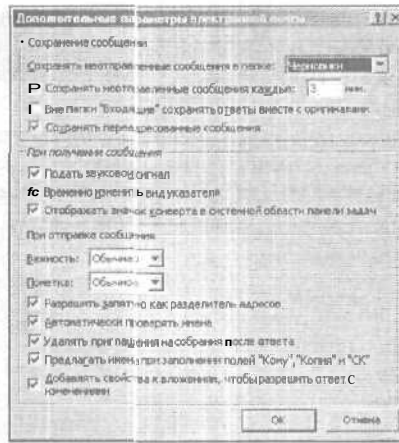 Дополнительные параметры электронной почты
Сохранение сообщений
Сохранять неотправленные сообщения в папке: Черновики
P Сохранять неотправленные сообщения каждые: 3 мин.
I Вне папки "Входящие" сохранять ответы вместе с оригиналами
Сохранять переадресованные сообщения
При получении сообщения
Подать звуковой сигнал
fc Временно изменить вид указателя
Отображать значок конверта в системной области панели задач
При отправке сообщения
Важность: Обычная
Пометка: Обычное
Разрешить запятую как разделитель адресов
Автоматически проверять имена
Удалять приглашения на собрания после ответа
Предлагать имена при заполнении полей "Кому", "Копия" и "СК"
Добавлять свойства к вложениям, чтобы разрешить ответ с
изменениями
ОК Отмена